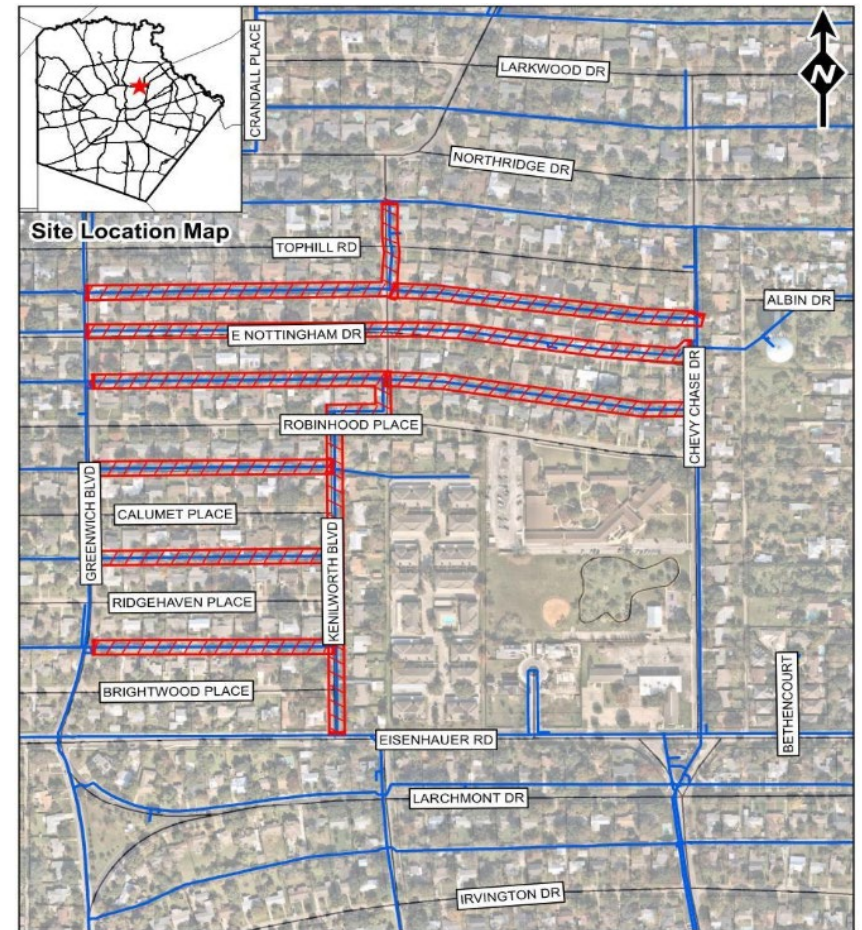 CRANDALL PLACE
LARKWOOD DR
N
NORTHRIDGE DR
Site Location Map
TOPHILL RD
ALBIN DR
E NOTTINGHAM DR
CHEVY CHASE DR
ROBINHOOD PLACE
GREENWICH BLVD
CALUMET PLACE
KENILWORTH BLVD
RIDGEHAVEN PLACE
BRIGHTWOOD PLACE
BETHENCOURT
EISENHAUER RD
LARCHMONT DR
IRVINGTON DR